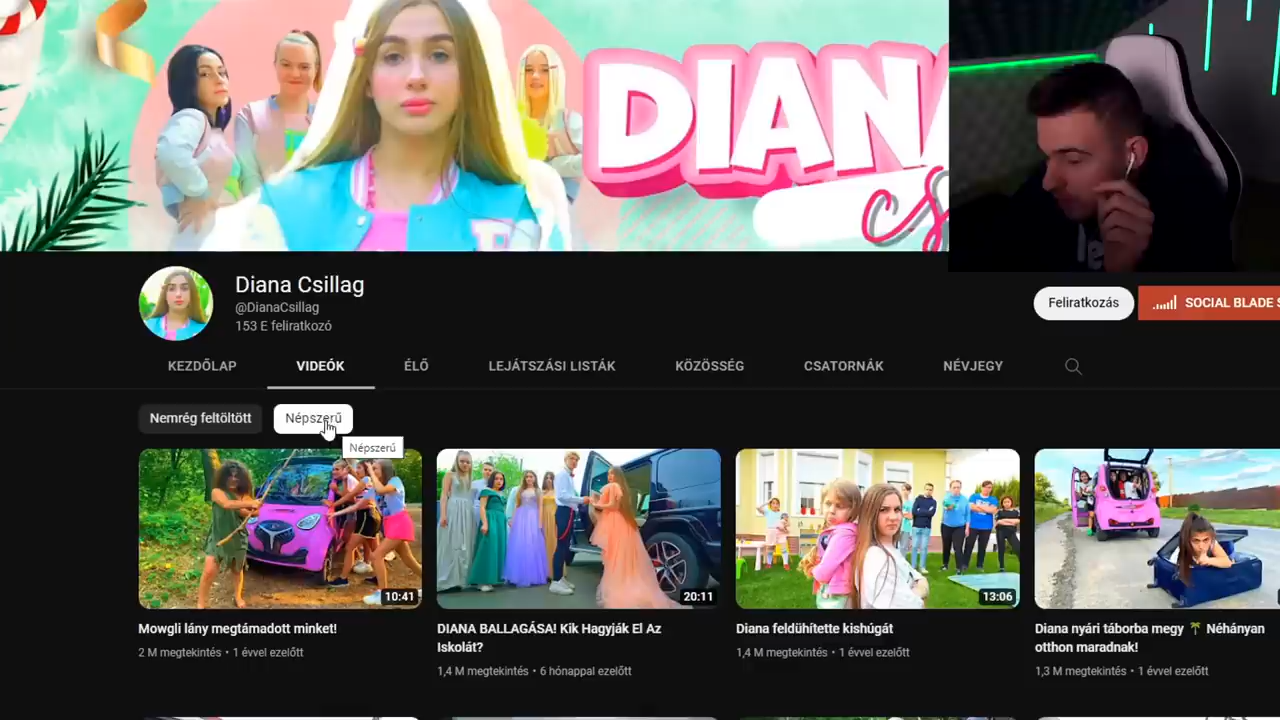 DIANA
Diana Csillag
@DianaCsillag
153 E feliratkozó
Feliratkozás
SOCIAL BLADE S
KEZDŐLAP
VIDEÓK
ÉLŐ
LEJÁTSZÁSI LISTÁK
KÖZÖSSÉG
CSATORNÁK
NÉVJEGY
Nemrég feltöltött
Népszerű
Népszerű
10:41
20:11
13:06
Mowgli lány megtámadott minket!
2 M megtekintés • 1 évvel ezelőtt
DIANA BALLAGÁSA! Kik Hagyják El Az
Iskolát?
1,4 M megtekintés • 6 hónappal ezelőtt
Diana feldühítette kishúgát
1,4 M megtekintés • 1 évvel ezelőtt
Diana nyári táborba megy 🌴 Néhányan
otthon maradnak!
1,3 M megtekintés • 1 évvel ezelőtt